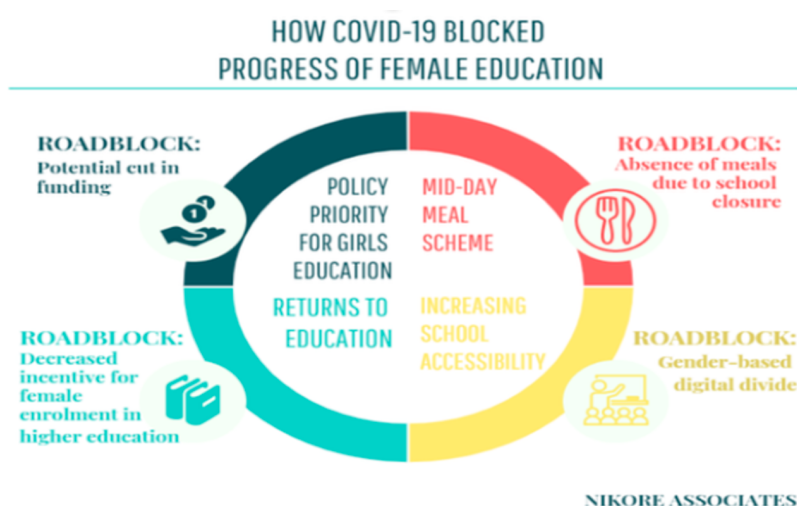 HOW COVID-19 BLOCKED
PROGRESS OF FEMALE EDUCATION
ROADBLOCK:
Potential cut in
funding
1
1
POLICY
PRIORITY
FOR GIRLS
EDUCATION
MID-DAY
MEAL
SCHEME
ROADBLOCK:
Absence of meals
due to school
closure
ROADBLOCK:
Decreased
incentive for
female
enrolment in
higher education
RETURNS TO
EDUCATION
INCREASING
SCHOOL
ACCESSIBILITY
ROADBLOCK:
Gender-based
digital divide
NIKORE ASSOCIATES